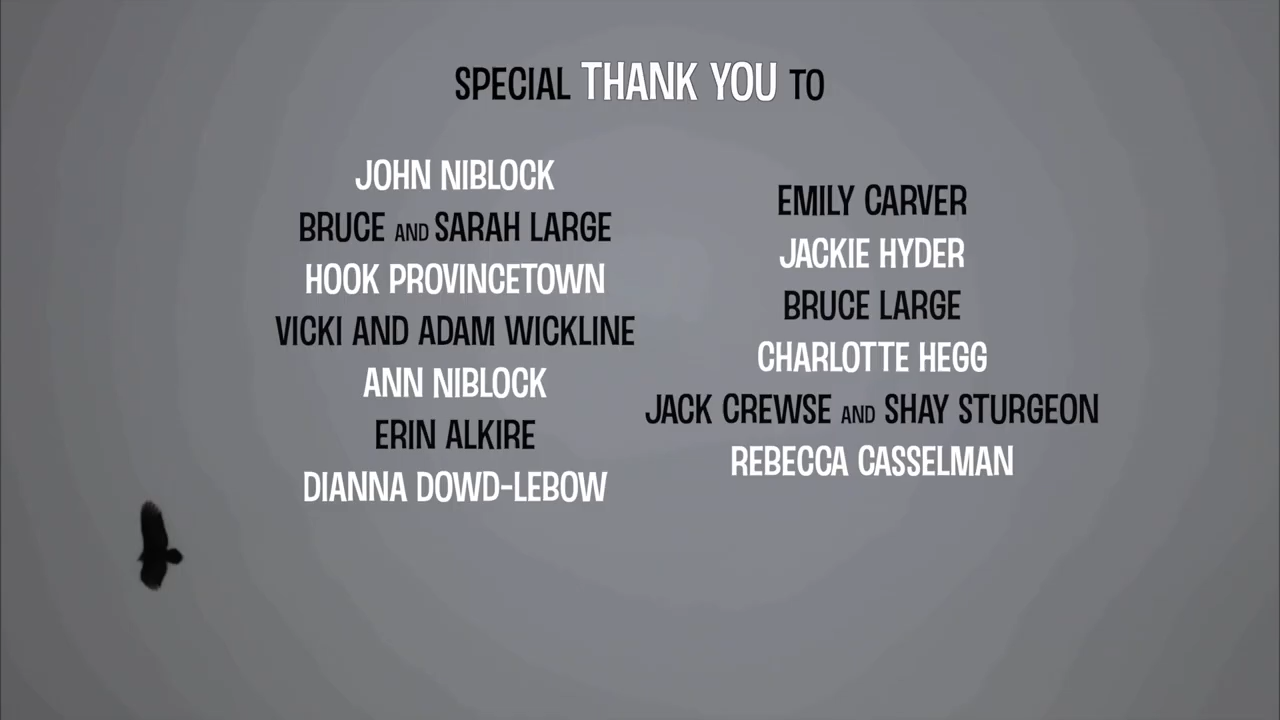 SPECIAL THANK YOU TO
JOHN NIBLOCK
BRUCE AND SARAH LARGE
HOOK PROVINCETOWN
VICKI AND ADAM WICKLINE
ANN NIBLOCK
ERIN ALKIRE
DIANNA DOWD-LEBOW
EMILY CARVER
JACKIE HYDER
BRUCE LARGE
CHARLOTTE HEGG
JACK CREWSE AND SHAY STURGEON
REBECCA CASSELMAN